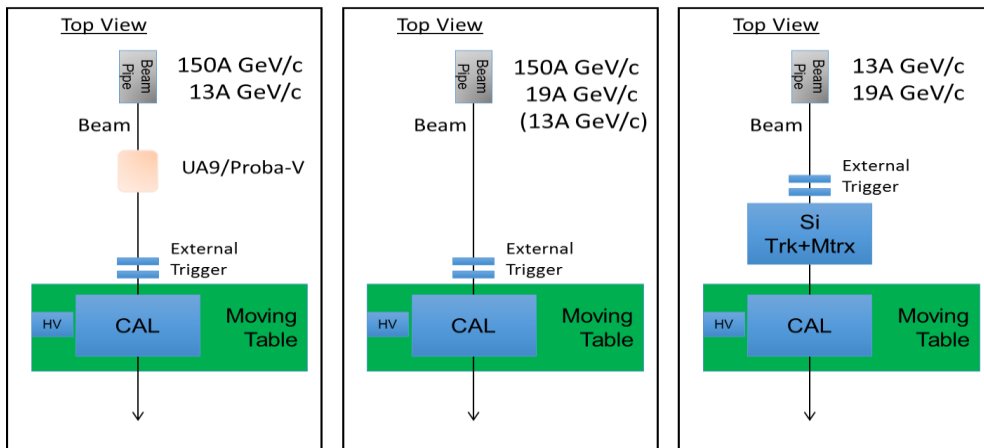 Top View
Beam
Pipe
150A GeV/c
13A GeV/c
Beam
UA9/Proba-V
External
Trigger
HV
CAL
Moving
Table
Top View
Beam
Pipe
150A GeV/c
19A GeV/c
(13A GeV/c)
Beam
External
Trigger
HV
CAL
Moving
Table
Top View
Beam
Pipe
13A GeV/c
19A GeV/c
Beam
External
Trigger
Si
Trk+Mtrx
HV
CAL
Moving
Table